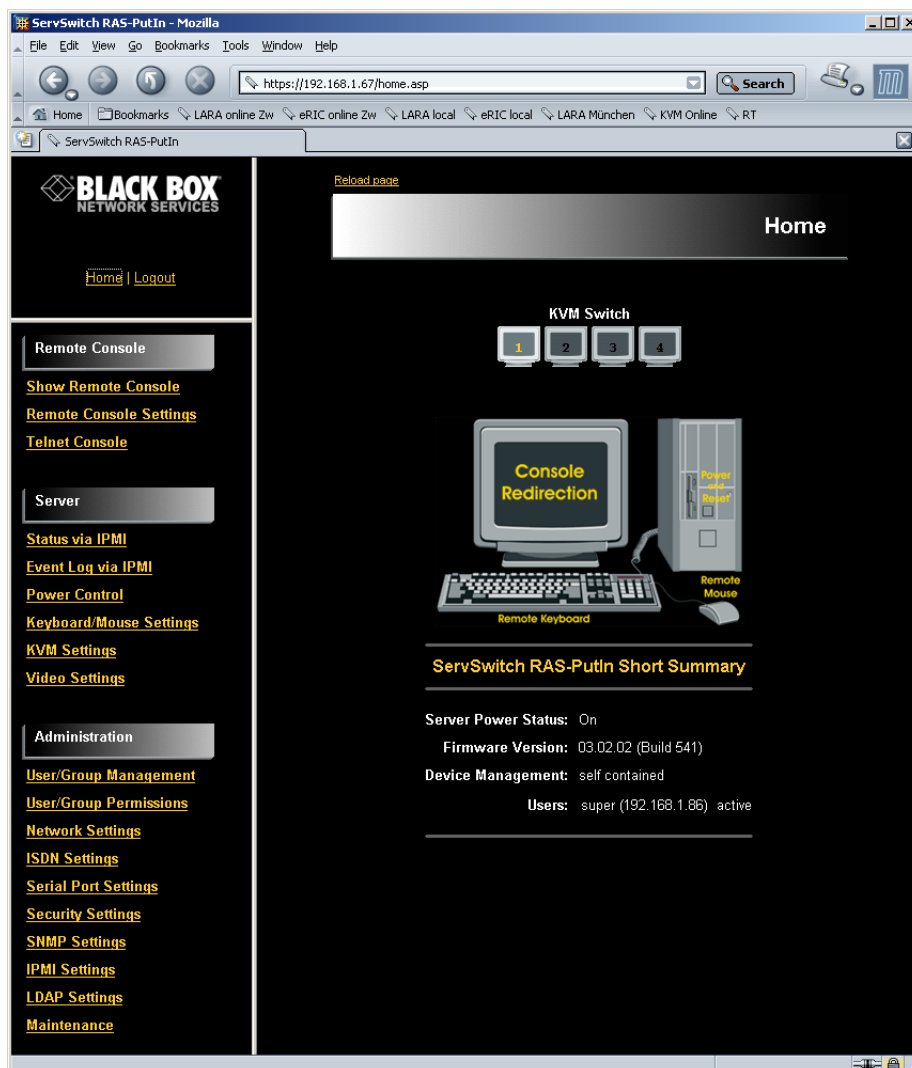 ServSwitch RAS-PutIn - Mozilla
File Edit View Go Bookmarks Tools Window Help
https://192.168.1.67/home.asp
Search
Home Bookmarks LARA online Zw eRIC online Zw LARA local eRIC local LARA München KVM Online RT
ServSwitch RAS-PutIn
BLACK BOX
NETWORK SERVICES
Home | Logout
Remote Console
Show Remote Console
Remote Console Settings
Telnet Console
Server
Status via IPMI
Event Log via IPMI
Power Control
Keyboard/Mouse Settings
KVM Settings
Video Settings
Administration
User/Group Management
User/Group Permissions
Network Settings
ISDN Settings
Serial Port Settings
Security Settings
SNMP Settings
IPMI Settings
LDAP Settings
Maintenance
Reload page
Home
KVM Switch
1 2 3 4
Console
Redirection
Power
and
Reset
Remote
Mouse
Remote Keyboard
ServSwitch RAS-PutIn Short Summary
Server Power Status: On
Firmware Version: 03.02.02 (Build 541)
Device Management: self contained
Users: super (192.168.1.86) active